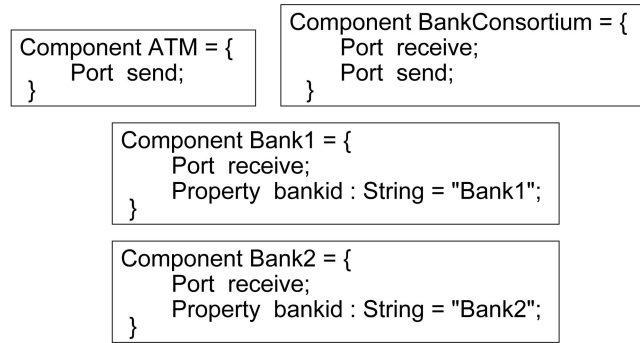 Component ATM = {
Port send;
}
Component BankConsortium = {
Port receive;
Port send;
}
Component Bank1 = {
Port receive;
Property bankid : String = "Bank1";
}
Component Bank2 = {
Port receive;
Property bankid : String = "Bank2";
}